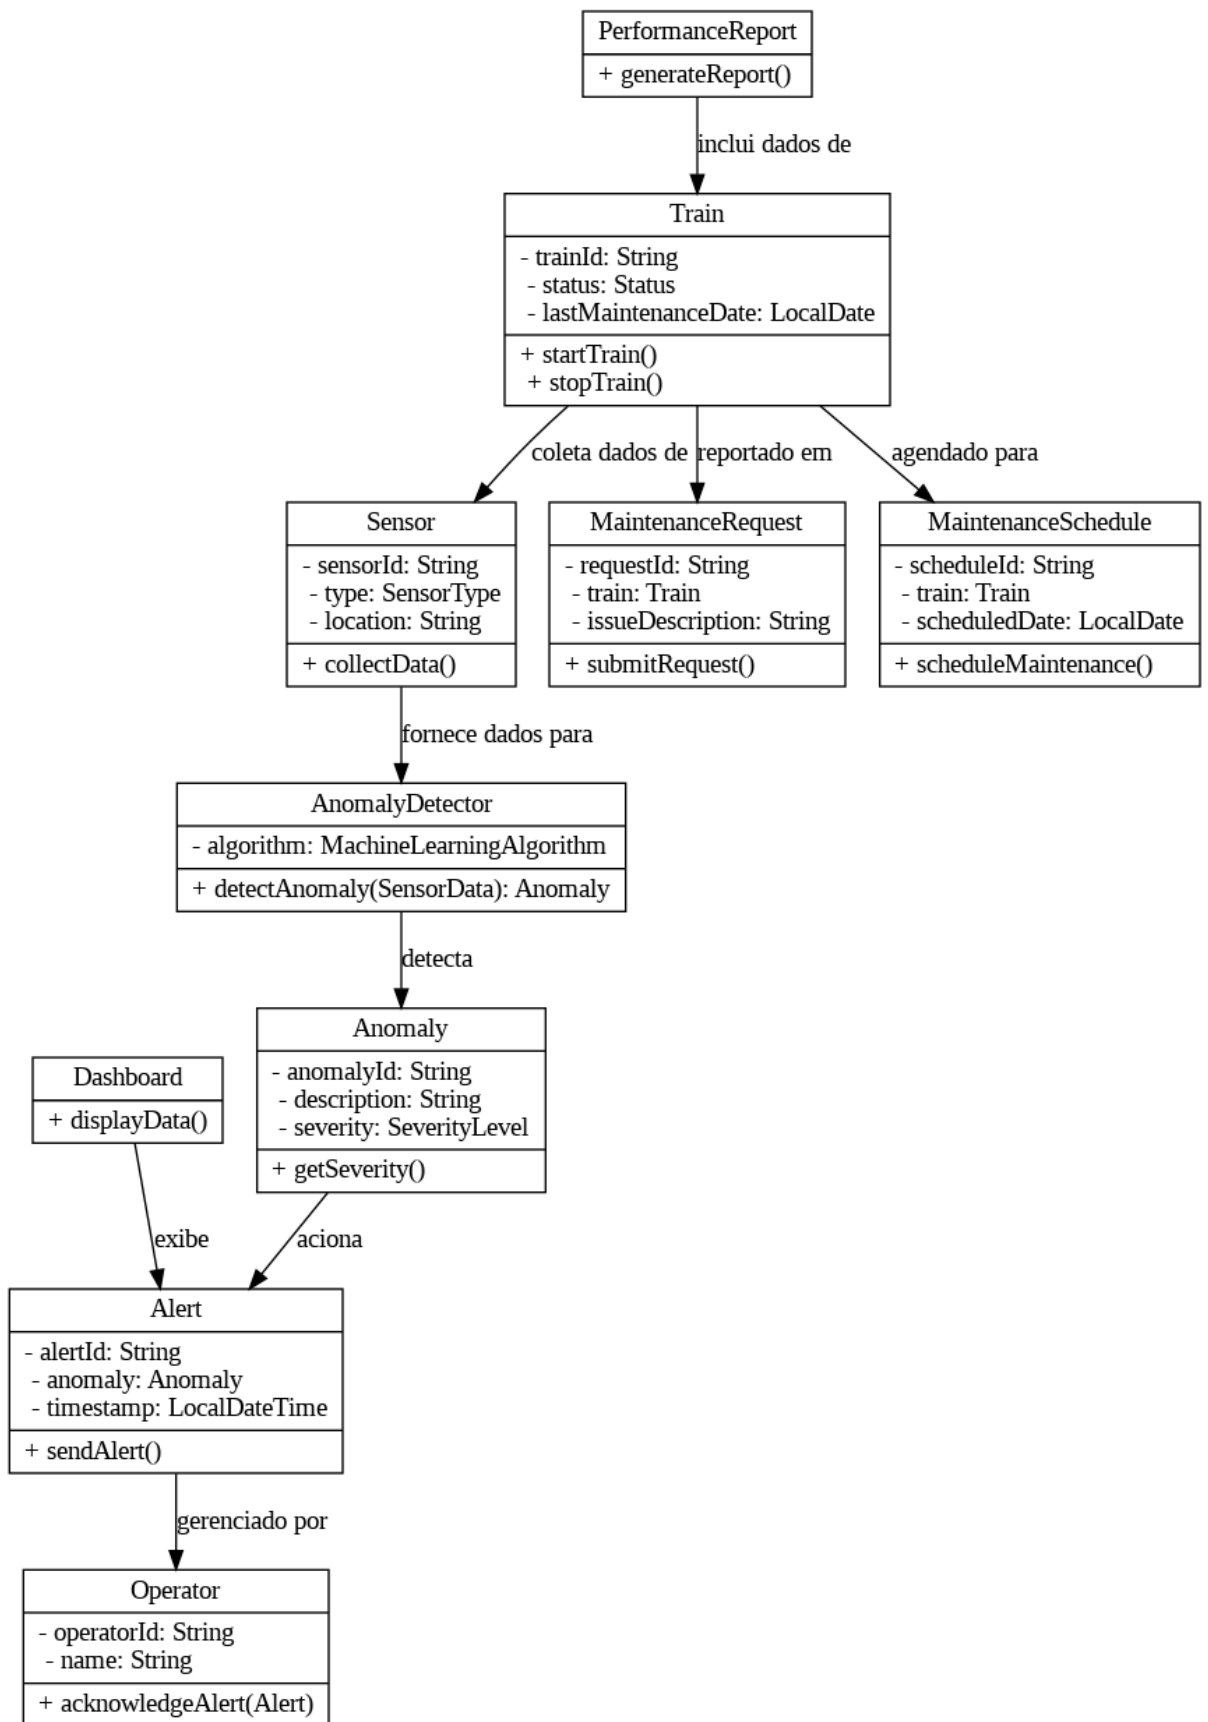 PerformanceReport
+ generateReport()
inclui dados de
Train
- trainId: String
- status: Status
- lastMaintenanceDate: LocalDate
+ startTrain()
+ stopTrain()
coleta dados de
reportado em
agendado para
Sensor
- sensorId: String
- type: SensorType
- location: String
+ collectData()
MaintenanceRequest
- requestId: String
- train: Train
- issueDescription: String
+ submitRequest()
MaintenanceSchedule
- scheduleId: String
- train: Train
- scheduledDate: LocalDate
+ scheduleMaintenance()
fornece dados para
AnomalyDetector
- algorithm: MachineLearningAlgorithm
+ detectAnomaly(SensorData): Anomaly
detecta
Anomaly
- anomalyId: String
- description: String
- severity: SeverityLevel
+ getSeverity()
Dashboard
+ displayData()
exibe
aciona
Alert
- alertId: String
- anomaly: Anomaly
- timestamp: LocalDateTime
+ sendAlert()
gerenciado por
Operator
- operatorId: String
- name: String
+ acknowledgeAlert(Alert)